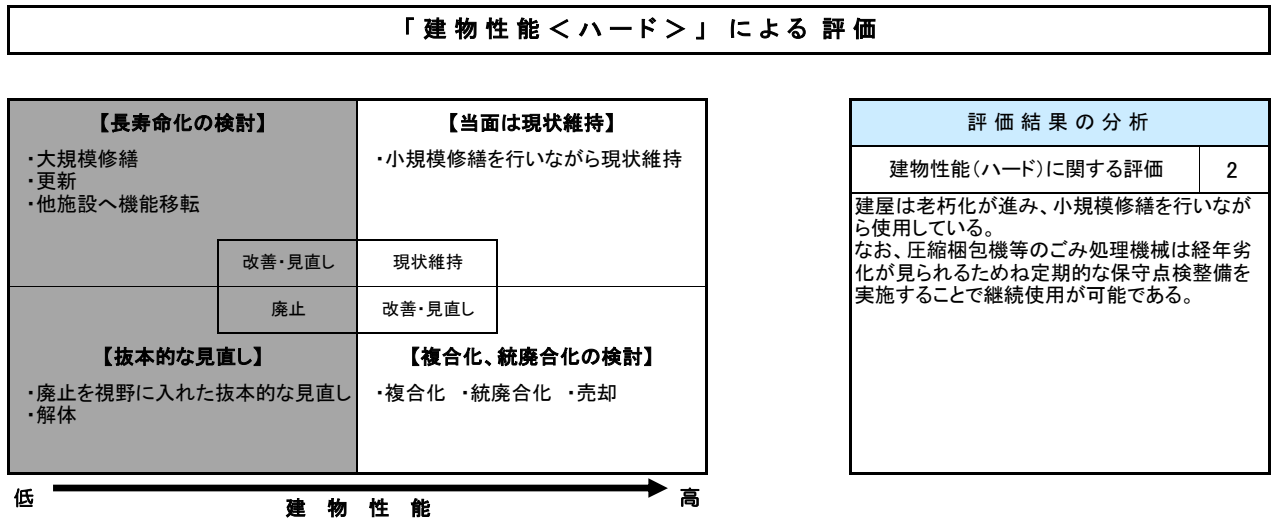 「建物性能＜ハード＞」による評価
【長寿命化の検討】
・大規模修繕
・更新
・他施設へ機能移転
【当面は現状維持】
・小規模修繕を行いながら現状維持
改善・見直し
現状維持
廃止
改善・見直し
【抜本的な見直し】
・廃止を視野に入れた抜本的な見直し
・解体
【複合化、統廃合化の検討】
・複合化 ・統廃合化 ・売却
低
高
建物性能
評価結果の分析
建物性能（ハード）に関する評価
2
建屋は老朽化が進み、小規模修繕を行いなが
ら使用している。
なお、圧縮梱包機等のごみ処理機械は経年劣
化が見られるためね定期的な保守点検整備を
実施することで継続使用が可能である。